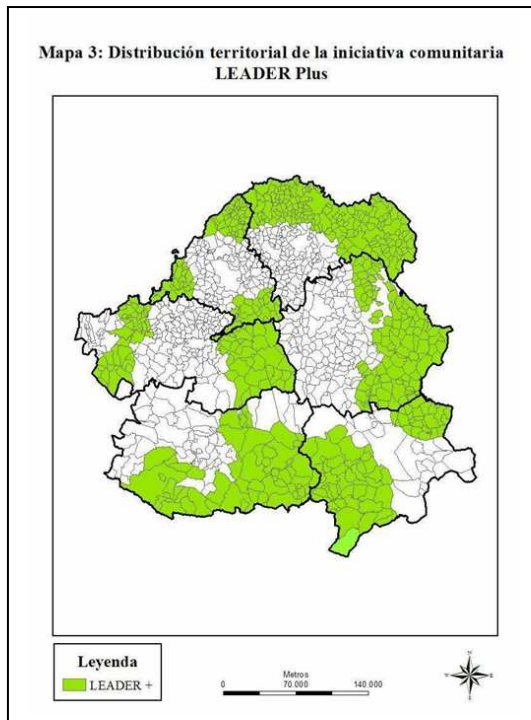 Mapa 3: Distribución territorial de la iniciativa comunitaria
LEADER Plus
Leyenda
LEADER +
Metros
0 70.000 140.000
N
W E
S